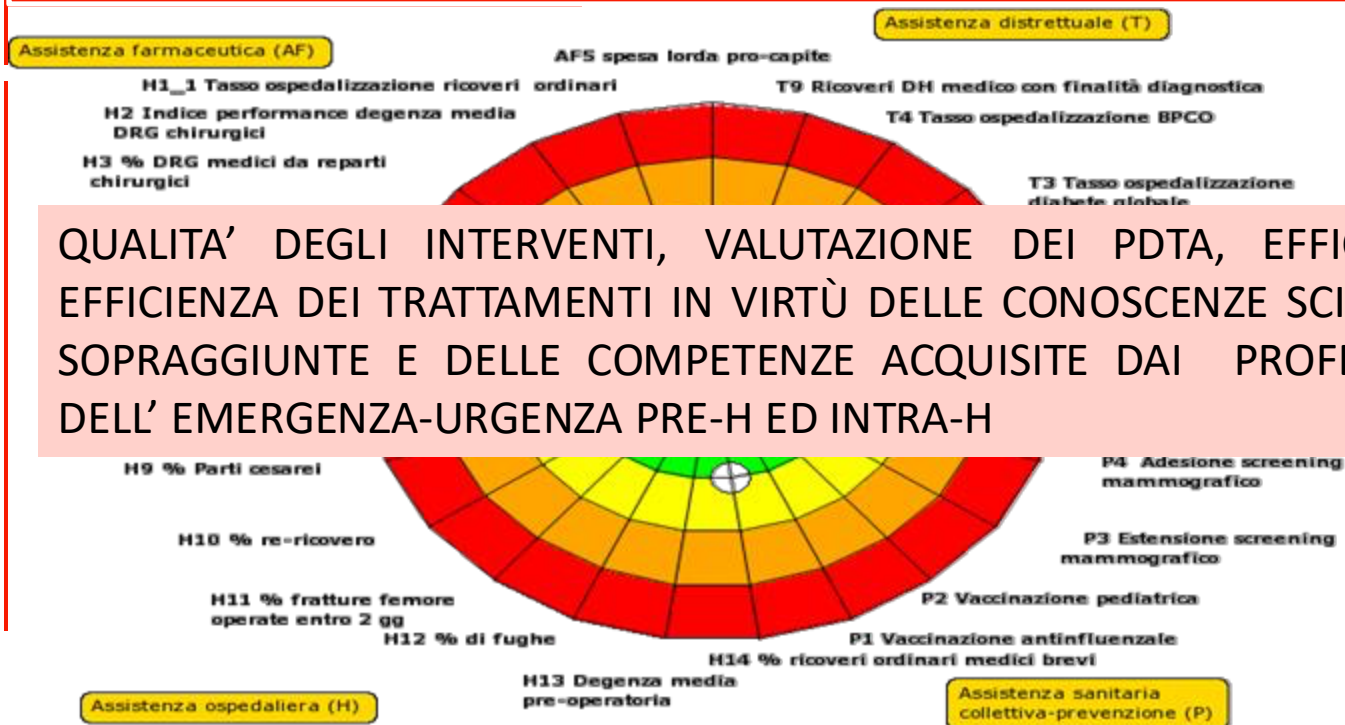 Assistenza distrettuale (T)
Assistenza farmaceutica (AF)
AF5 spesa lorda pro-capite
H1_1 Tasso ospedalizzazione ricoveri ordinari
T9 Ricoveri DH medico con finalità diagnostica
H2 Indice performance degenza media
DRG chirurgici
T4 Tasso ospedalizzazione BPCO
H3 % DRG medici da reparti
chirurgici
T3 Tasso ospedalizzazione
diabete globale
QUALITA’ DEGLI INTERVENTI, VALUTAZIONE DEI PDTA, EFFI
EFFICIENZA DEI TRATTAMENTI IN VIRTÙ DELLE CONOSCENZE SCI
SOPRAGGIUNTE E DELLE COMPETENZE ACQUISITE DAI PROF
DELL’ EMERGENZA-URGENZA PRE-H ED INTRA-H
H9 % Parti cesarei
P4 Adesione screening
mammografico
H10 % re-ricovero
P3 Estensione screening
mammografico
H11 % fratture femore
operate entro 2 gg
P2 Vaccinazione pediatrica
H12 % di fughe
P1 Vaccinazione antinfluenzale
H14 % ricoveri ordinari medici brevi
H13 Degenza media
pre-operatoria
Assistenza ospedaliera (H)
Assistenza sanitaria
collettiva-prevenzione (P)